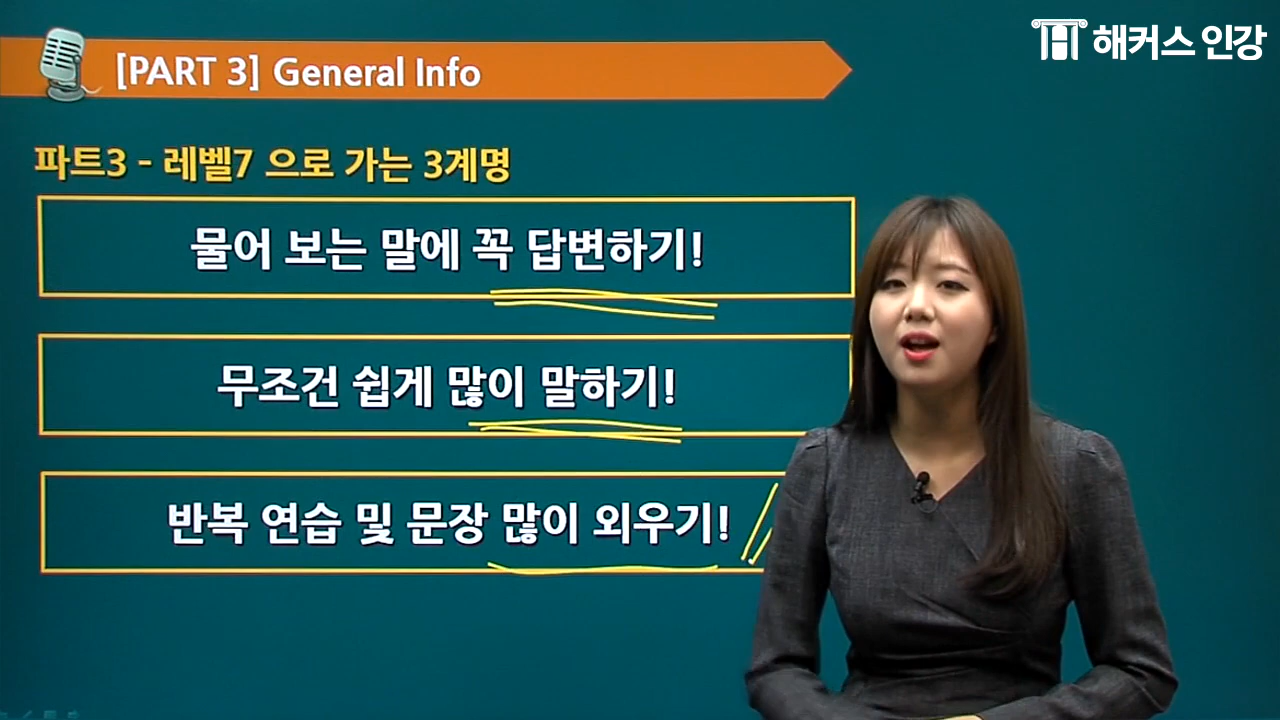 해커스 인강
[PART 3] General Info
파트3 - 레벨7 으로 가는 3계명
물어 보는 말에 꼭 답변하기!
무조건 쉽게 많이 말하기!
반복 연습 및 문장 많이 외우기!